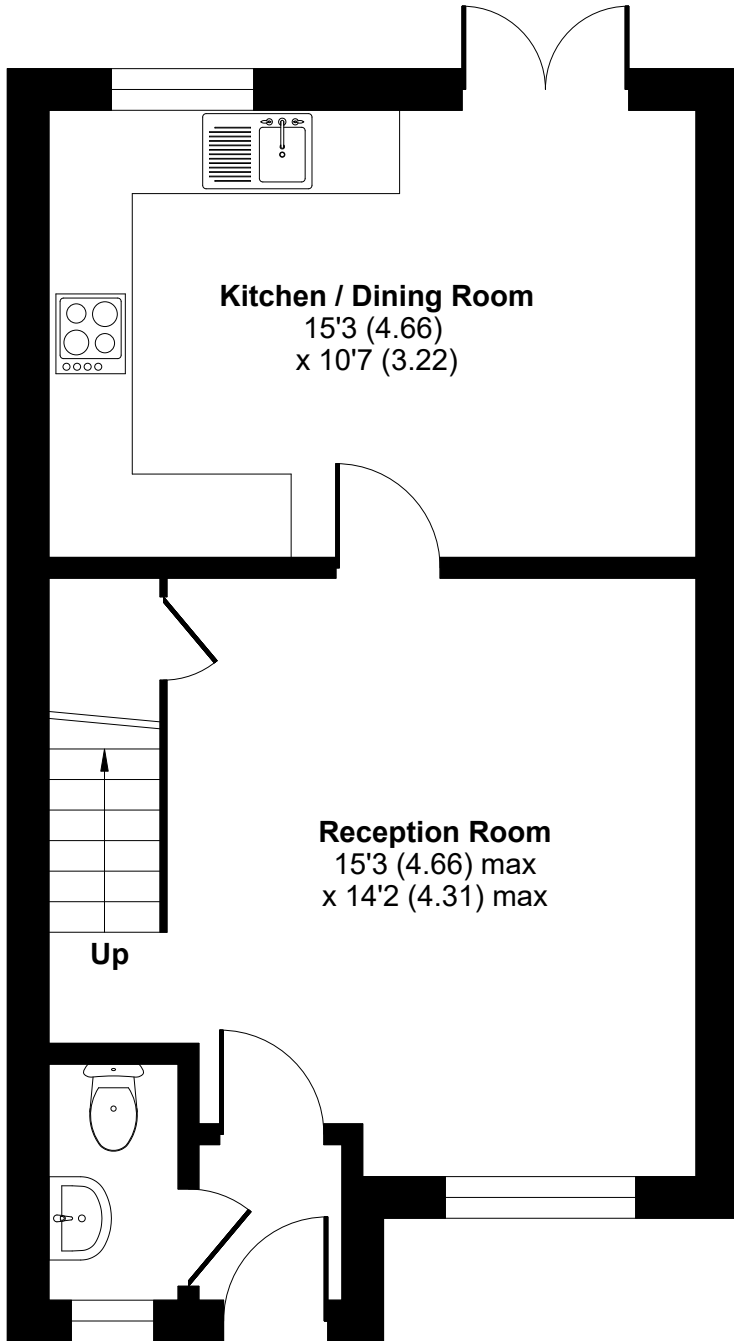 Kitchen / Dining Room
15'3 (4.66)
x 10'7 (3.22)
Reception Room
15'3 (4.66) max
x 14'2 (4.31) max
Up